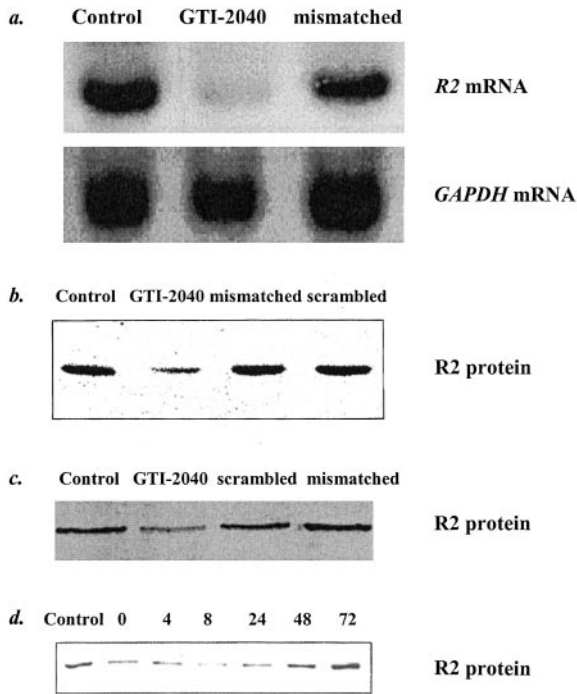 a. Control GTI-2040 mismatched
R2 mRNA
GAPDH mRNA
b. Control GTI-2040 mismatched scrambled
R2 protein
c. Control GTI-2040 scrambled mismatched
R2 protein
d. Control 0 4 8 24 48 72
R2 protein